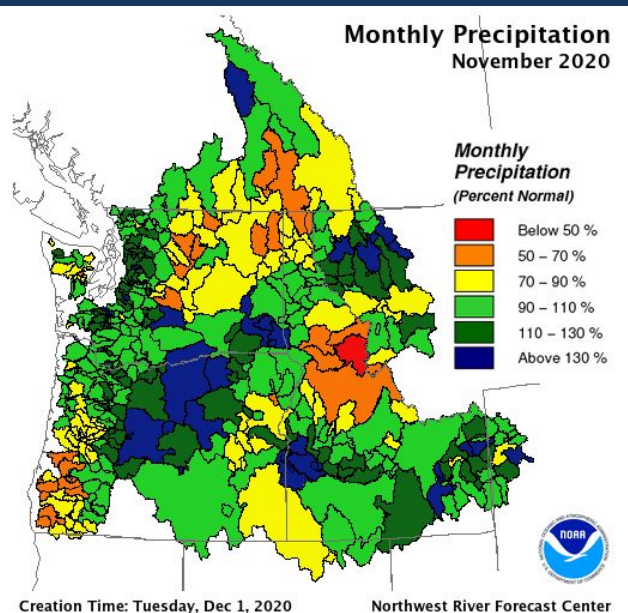 Monthly Precipitation
November 2020
Monthly
Precipitation
(Percent Normal)
Below 50 %
50 – 70 %
70 – 90 %
90 – 110 %
110 – 130 %
Above 130 %
NOAA
Creation Time: Tuesday, Dec 1, 2020
Northwest River Forecast Center